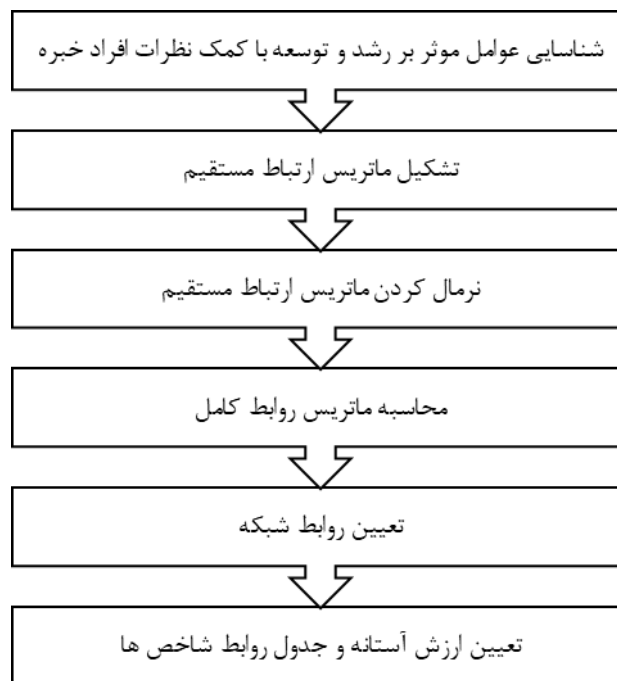 شناسایی عوامل موثر بر رشد و توسعه با کمک نظرات افراد خبره
تشکیل ماتریس ارتباط مستقیم
نرمال کردن ماتریس ارتباط مستقیم
محاسبه ماتریس روابط کامل
تعیین روابط شبکه
تعیین ارزش آستانه و جدول روابط شاخص ها